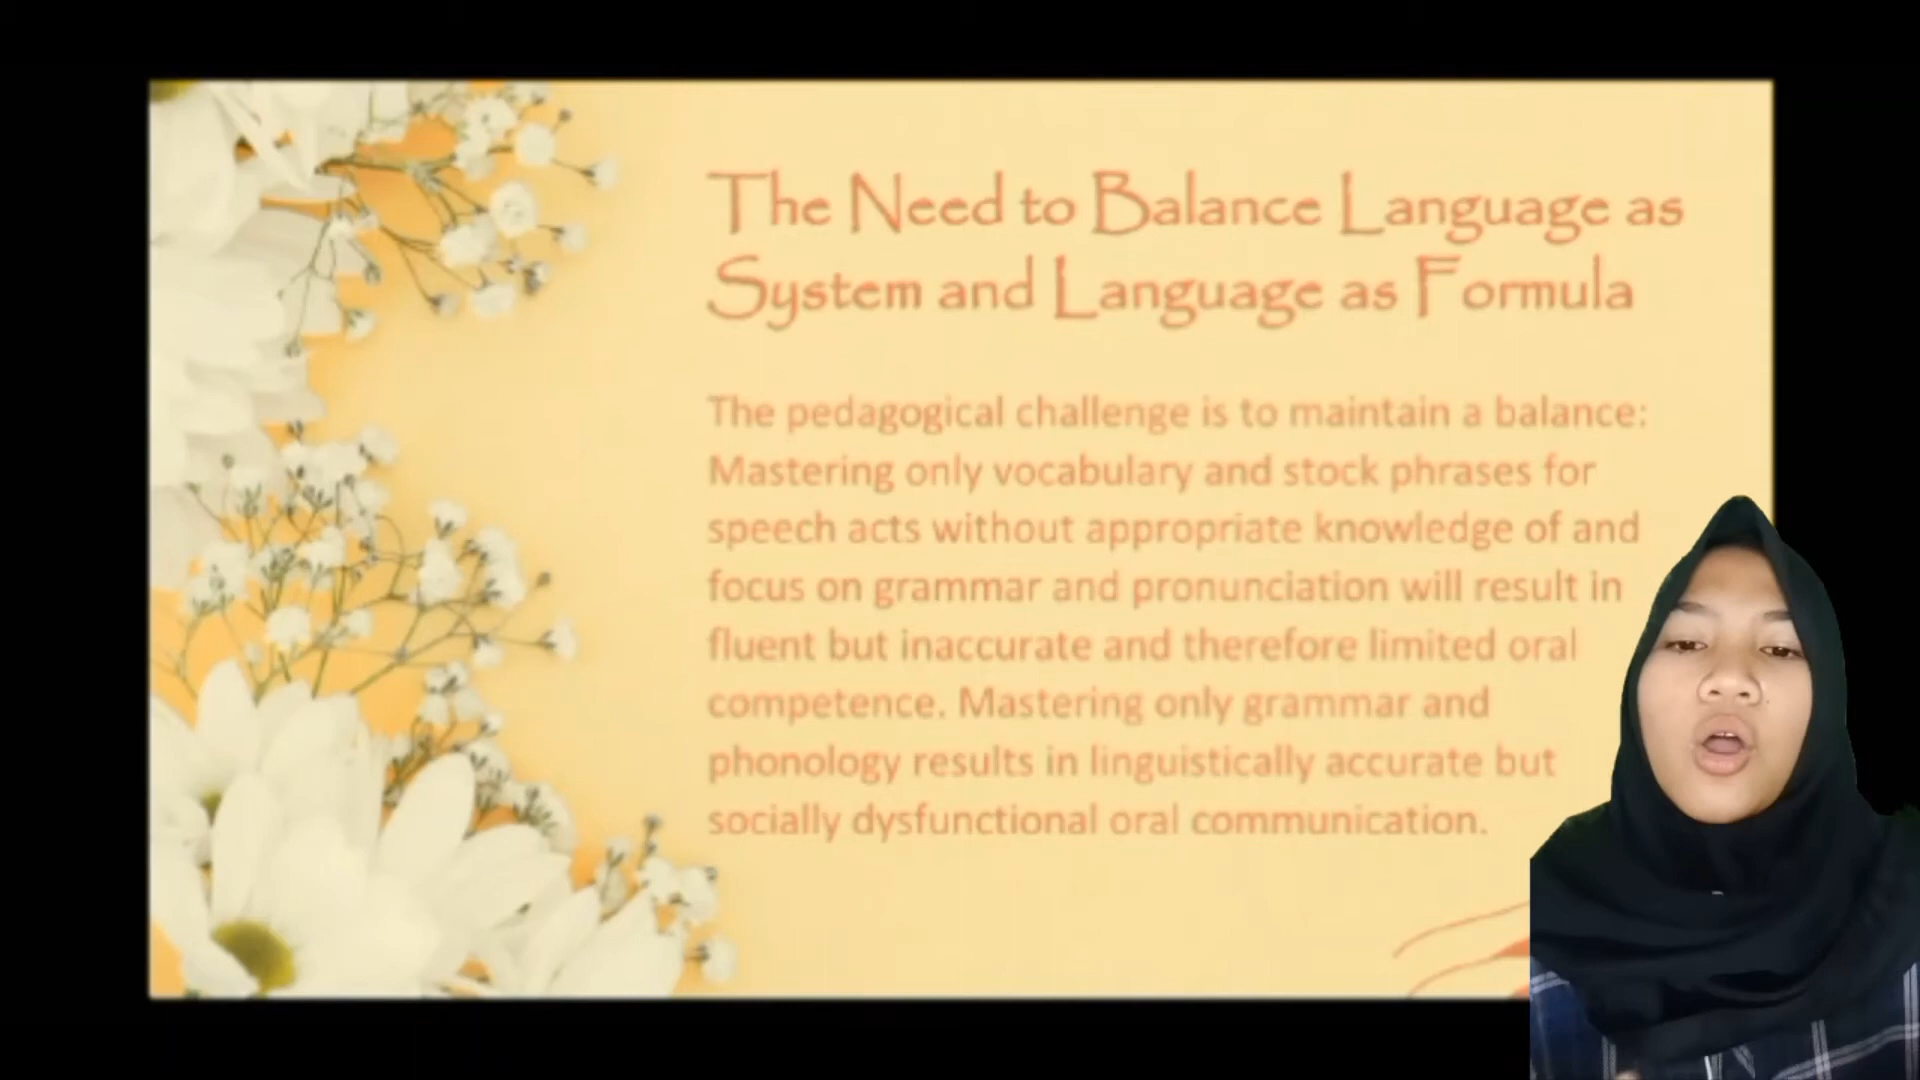 The Need to Balance Language as
System and Language as Formula
The pedagogical challenge is to maintain a balance:
Mastering only vocabulary and stock phrases for
speech acts without appropriate knowledge of and
focus on grammar and pronunciation will result in
fluent but inaccurate and therefore limited oral
competence. Mastering only grammar and
phonology results in linguistically accurate but
socially dysfunctional oral communication.